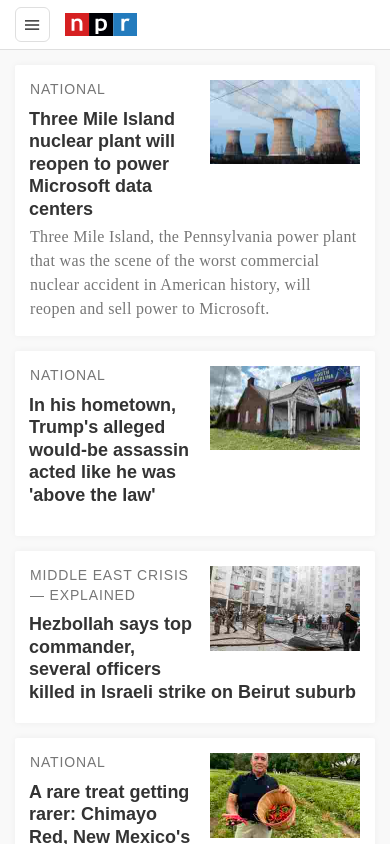 npr
NATIONAL
Three Mile Island
nuclear plant will
reopen to power
Microsoft data
centers
Three Mile Island, the Pennsylvania power plant
that was the scene of the worst commercial
nuclear accident in American history, will
reopen and sell power to Microsoft.
NATIONAL
In his hometown,
Trump's alleged
would-be assassin
acted like he was
'above the law'
MIDDLE EAST CRISIS
— EXPLAINED
Hezbollah says top
commander,
several officers
killed in Israeli strike on Beirut suburb
NATIONAL
A rare treat getting
rarer: Chimayo
Red, New Mexico's